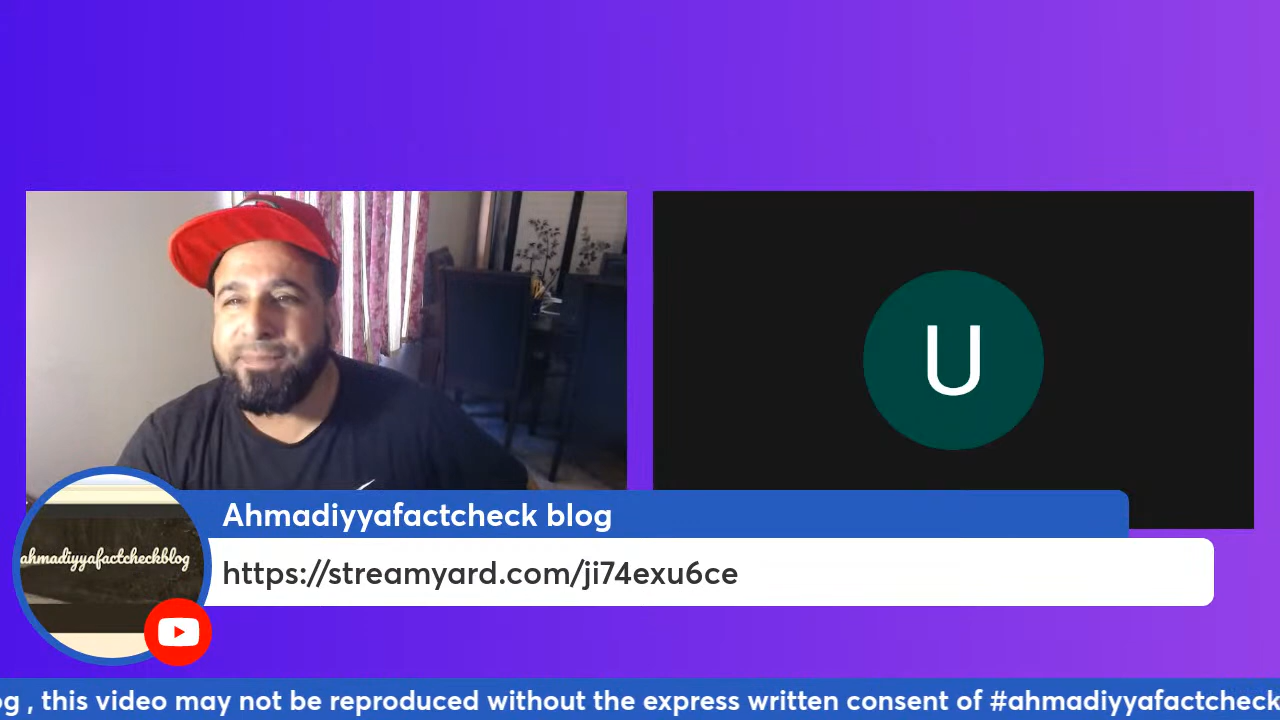 U
Ahmadiyyafactcheck blog
https://streamyard.com/ji74exu6ce
ahmadiyyafactcheckblog
og , this video may not be reproduced without the express written consent of #ahmadiyyafactcheck